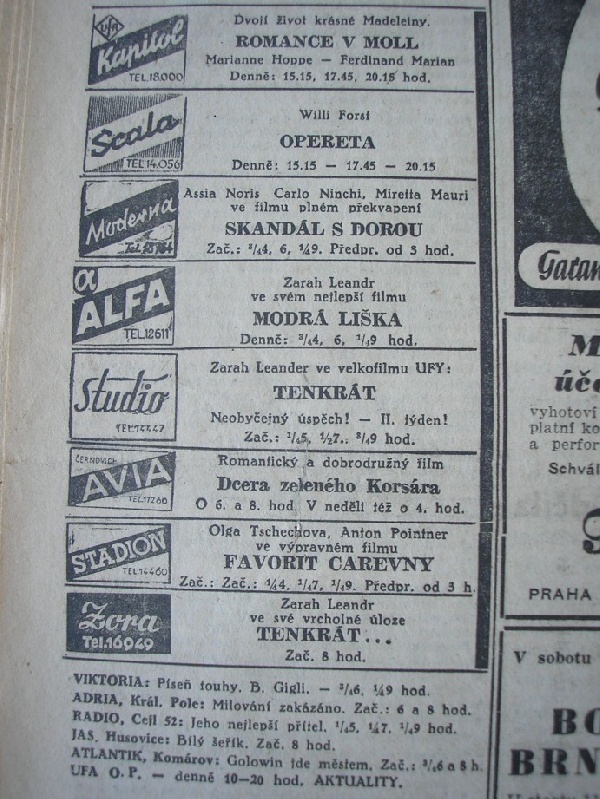 UFA
Kapitol
TEL. 18.000
Dvojí život krásné Madeleiny.
ROMANCE V MOLL
Marianne Hoppe — Ferdinand Marian
Denně: 15.15, 17.45, 20.15 hod.
Scala
TEL 14.056
Willi Forst
OPERETA
Denně: 15.15 — 17.45 — 20.15
Moderna
Assia Noris Carlo Ninchi, Miretta Mauri
ve filmu plném překvapení
SKANDÁL S DOROU
Zač.: ¾4, 6, ¼9. Předpr. od 3 hod.
α
ALFA
TEL.12611
Zarah Leandr
ve svém nejlepší filmu
MODRÁ LIŠKA
Denně: ¾4, 6, ¼9 hod.
Studio
TEL. 14447
Zarah Leander ve velkofilmu UFY:
TENKRÁT
Neobyčejný úspěch! — II. týden!
Zač.: ¼5, ½7, ¾9 hod.
ČERNOVICE
AVIA
TEL. 17260
Romantický a dobrodružný film
Dcera zeleného Korsára
O 6. a 8. hod. V neděli též o 4. hod.
STADION
TEL. 14460
Olga Tschechova, Anton Pointner
ve výpravném filmu
FAVORIT CAREVNY
Zač.: Zač.: ¼4, ½7, ¾9. Předpr. od 3 h.
Zora
Tel. 16949
Zarah Leandr
ve své vrcholné úloze
TENKRÁT...
Zač. 8 hod.
VIKTORIA: Píseň touhy. B. Gigli. — ¾6, ¼9 hod.
ADRIA, Král. Pole: Milování zakázáno. Zač.: 6 a 8 hod.
RADIO, Cejl 52: Jeho nejlepší přítel. ¼5, ¼7, ¼9 hod.
JAS, Husovice: Bílý šeřík. Zač. 8 hod.
ATLANTIK, Komárov: Golowin jde městem. Zač.: ¾6 a 8 h.
UFA O. P. — denně 10—20 hod. AKTUALITY.
vyhotoví
platní ko
a perfor
Schvál
PRAHA
V sobotu
BRN